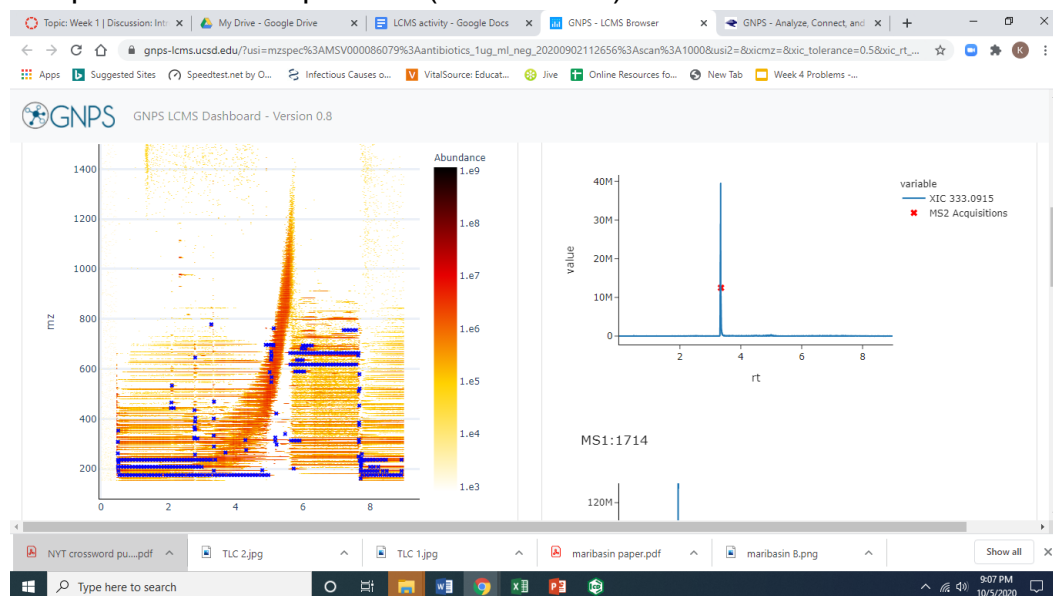 Topic: Week 1 | Discussion: Intr
My Drive - Google Drive
LCMS activity - Google Docs
GNPS - LCMS Browser
GNPS - Analyze, Connect, and
gnps-lcms.ucsd.edu/?usi=mzspec%3AMSV000086079%3Aantibiotics_1ug_ml_neg_20200902112656%3Ascan%3A1000&usi2=&xicmz=&xic_tolerance=0.5&xic_rt_...
K
Apps Suggested Sites Speedtest.net by O... Infectious Causes o... VitalSource: Educat... Jive Online Resources fo... New Tab Week 4 Problems -...
GNPS GNPS LCMS Dashboard - Version 0.8
Abundance
1400
1200
1000
800
600
400
200
mz
0 2 4 6 8
1.e9
1.e8
1.e7
1.e6
1.e5
1.e4
1.e3
40M
30M
20M
10M
0
value
2 4 6 8
rt
variable
XIC 333.0915
MS2 Acquisitions
MS1:1714
120M
NYT crossword pu....pdf TLC 2.jpg TLC 1.jpg maribasin paper.pdf maribasin B.png Show all
Type here to search
9:07 PM
10/5/2020